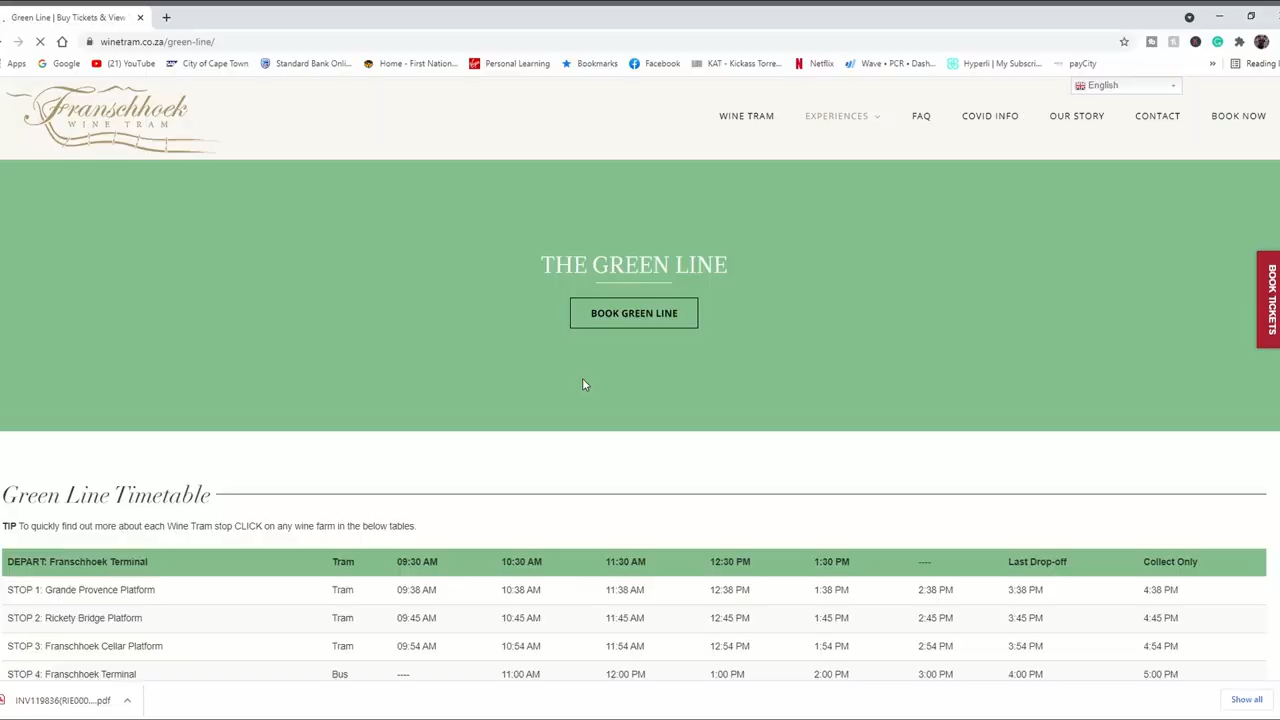 Green Line | Buy Tickets & View
winetram.co.za/green-line/
Apps Google (21) YouTube City of Cape Town Standard Bank Onli... Home - First Nation... Personal Learning Bookmarks Facebook KAT - Kickass Torre... Netflix Wave • PCR • Dash... Hyperli | My Subscri... payCity » Reading l
English
Franschhoek
WINE TRAM
WINE TRAM EXPERIENCES FAQ COVID INFO OUR STORY CONTACT BOOK NOW
THE GREEN LINE
BOOK GREEN LINE
BOOK TICKETS
Green Line Timetable
TIP To quickly find out more about each Wine Tram stop CLICK on any wine farm in the below tables.
DEPART: Franschhoek Terminal Tram 09:30 AM 10:30 AM 11:30 AM 12:30 PM 1:30 PM ---- Last Drop-off Collect Only
STOP 1: Grande Provence Platform Tram 09:38 AM 10:38 AM 11:38 AM 12:38 PM 1:38 PM 2:38 PM 3:38 PM 4:38 PM
STOP 2: Rickety Bridge Platform Tram 09:45 AM 10:45 AM 11:45 AM 12:45 PM 1:45 PM 2:45 PM 3:45 PM 4:45 PM
STOP 3: Franschhoek Cellar Platform Tram 09:54 AM 10:54 AM 11:54 AM 12:54 PM 1:54 PM 2:54 PM 3:54 PM 4:54 PM
STOP 4: Franschhoek Terminal Bus ---- 11:00 AM 12:00 PM 1:00 PM 2:00 PM 3:00 PM 4:00 PM 5:00 PM
INV119836(RIE000....pdf Show all